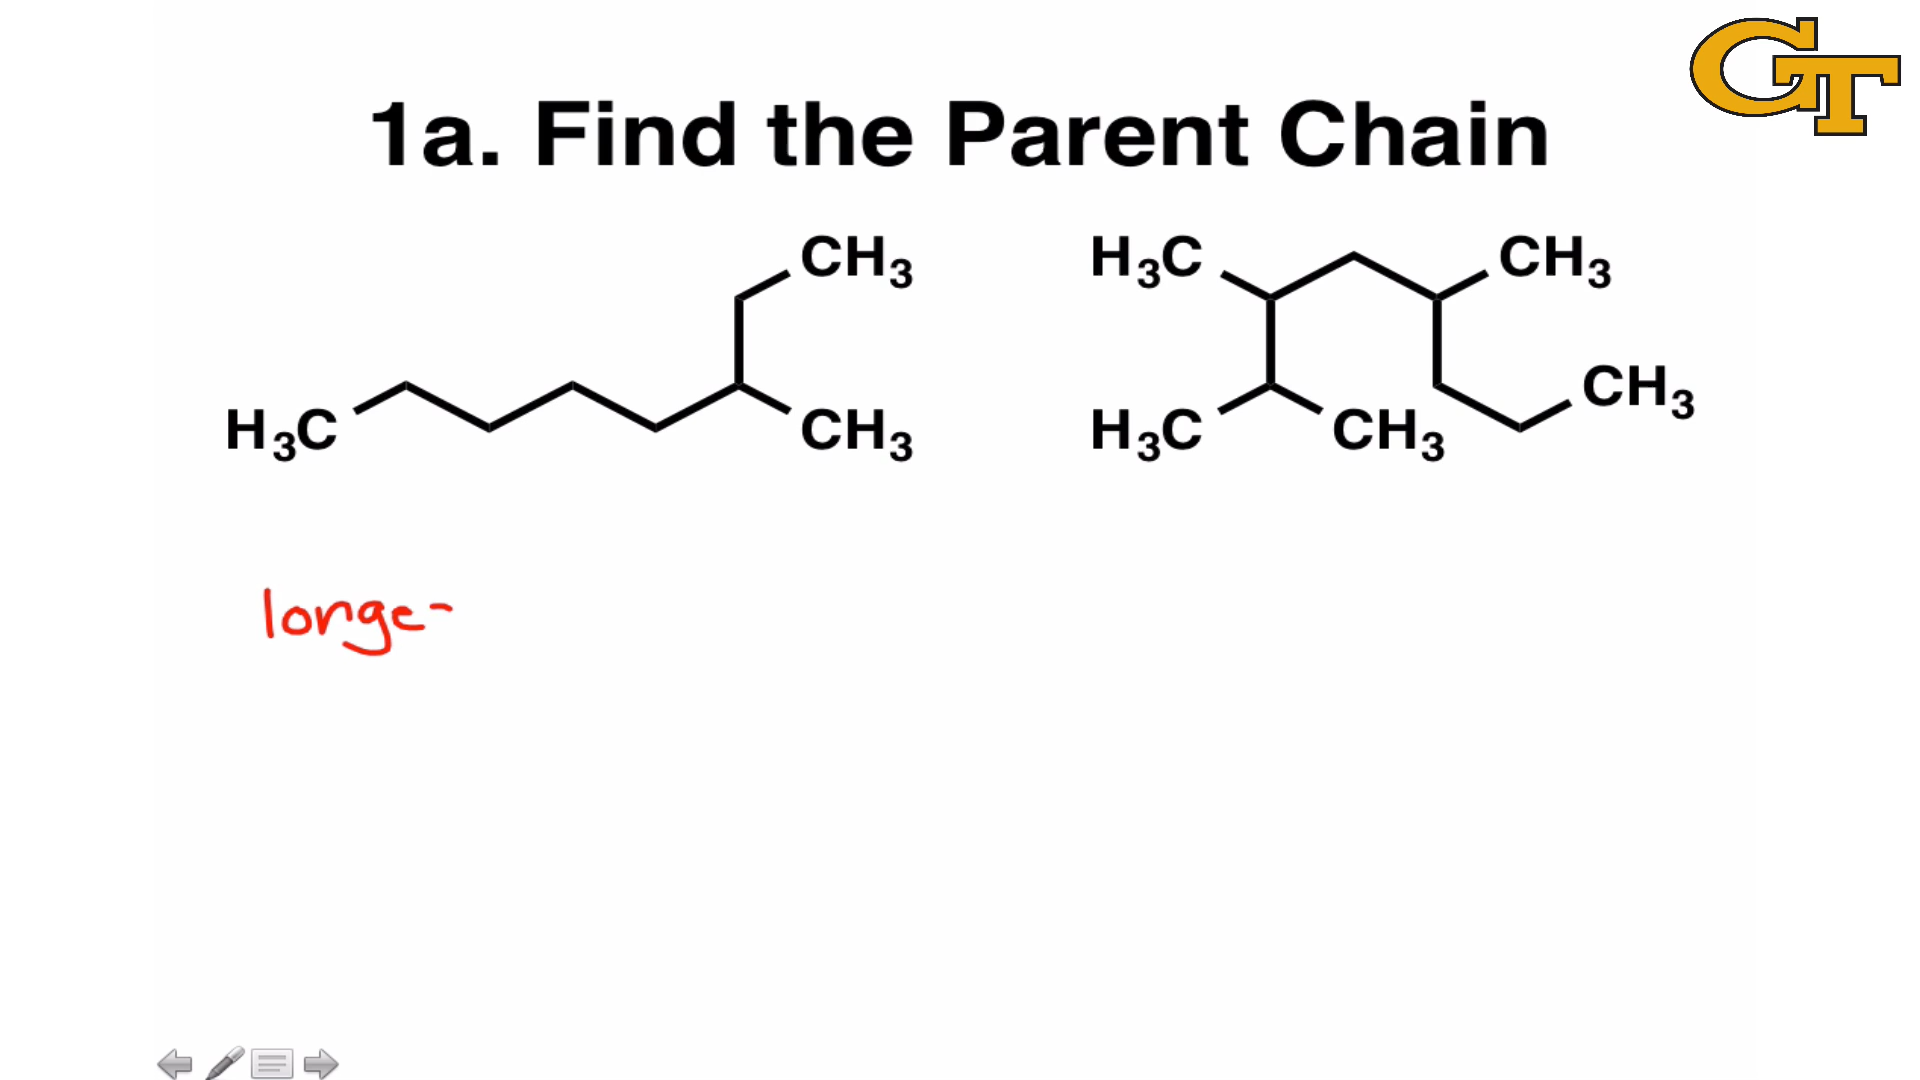 GT
1a. Find the Parent Chain
CH₃ H₃C CH₃
H₃C CH₃ H₃C CH₃ CH₃
longe-